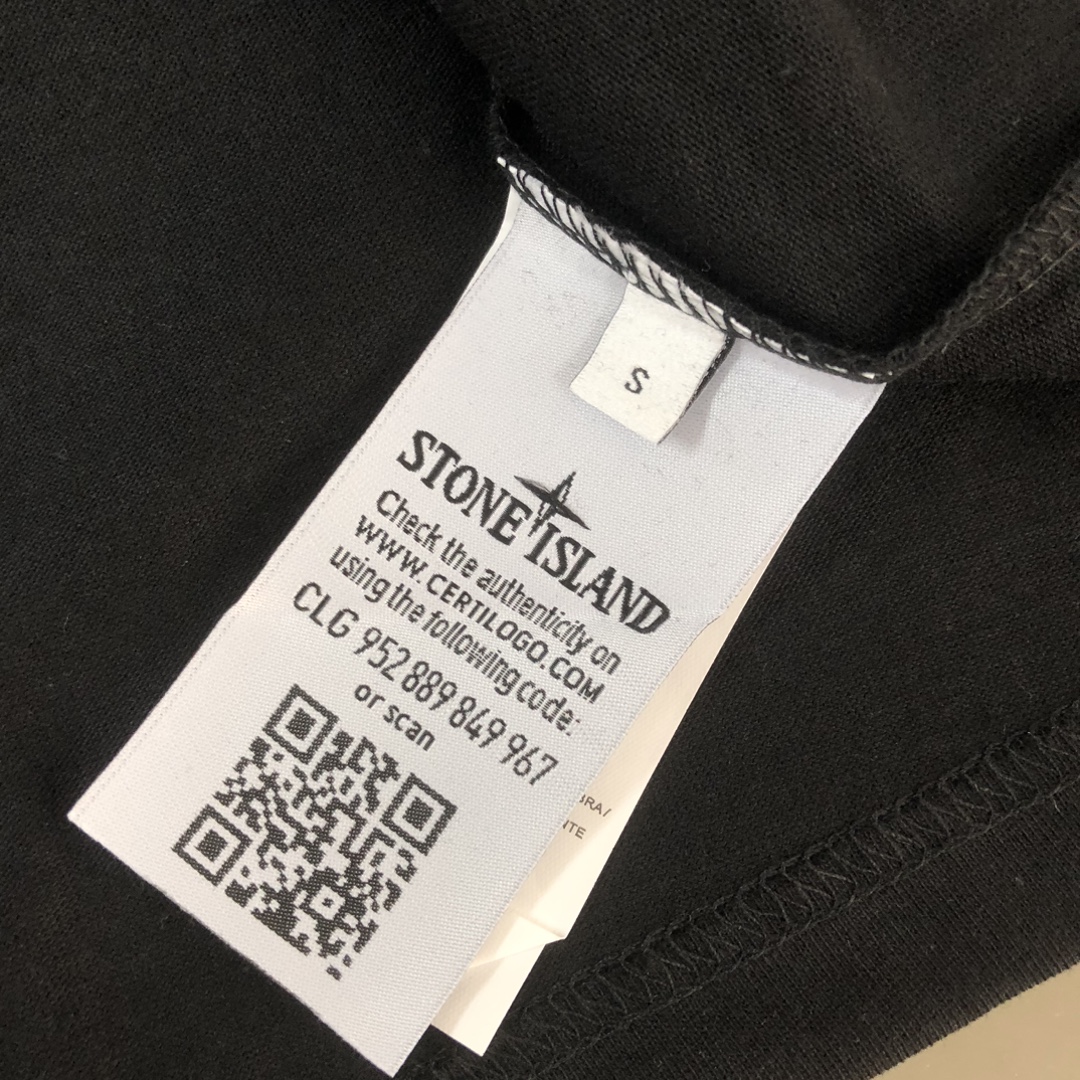 S
STONE ISLAND
Check the authenticity on
WWW.CERTILOGO.COM
using the following code:
CLG 952 889 849 967
or scan